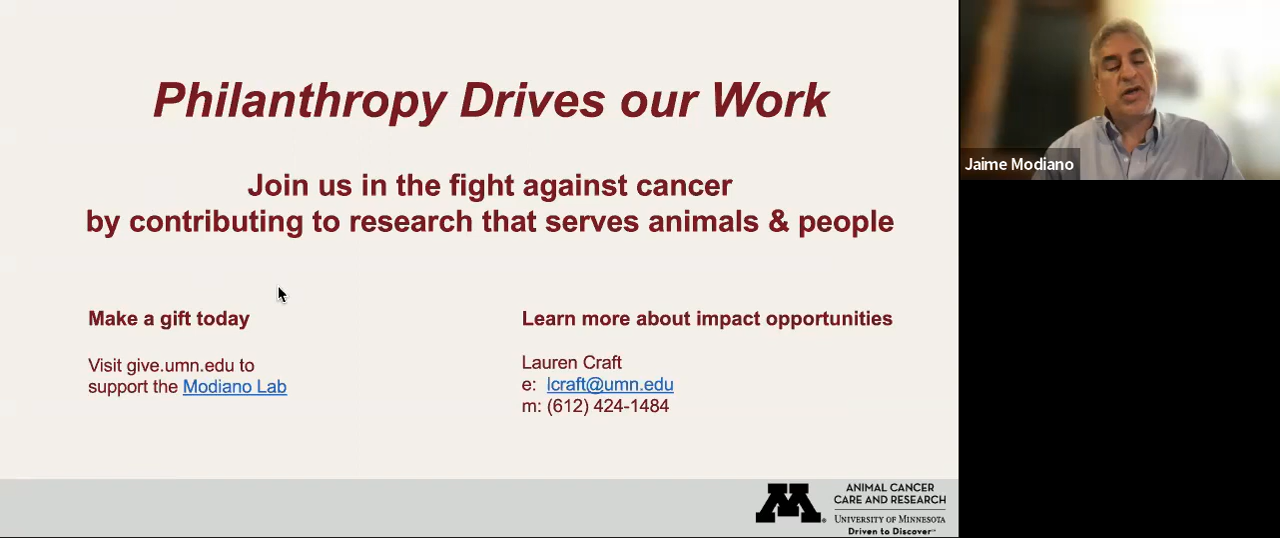 Philanthropy Drives our Work
Join us in the fight against cancer
by contributing to research that serves animals & people
Make a gift today
Visit give.umn.edu to
support the Modiano Lab
Learn more about impact opportunities
Lauren Craft
e: lcraft@umn.edu
m: (612) 424-1484
ANIMAL CANCER
CARE AND RESEARCH
UNIVERSITY OF MINNESOTA
Driven to Discover℠
Jaime Modiano